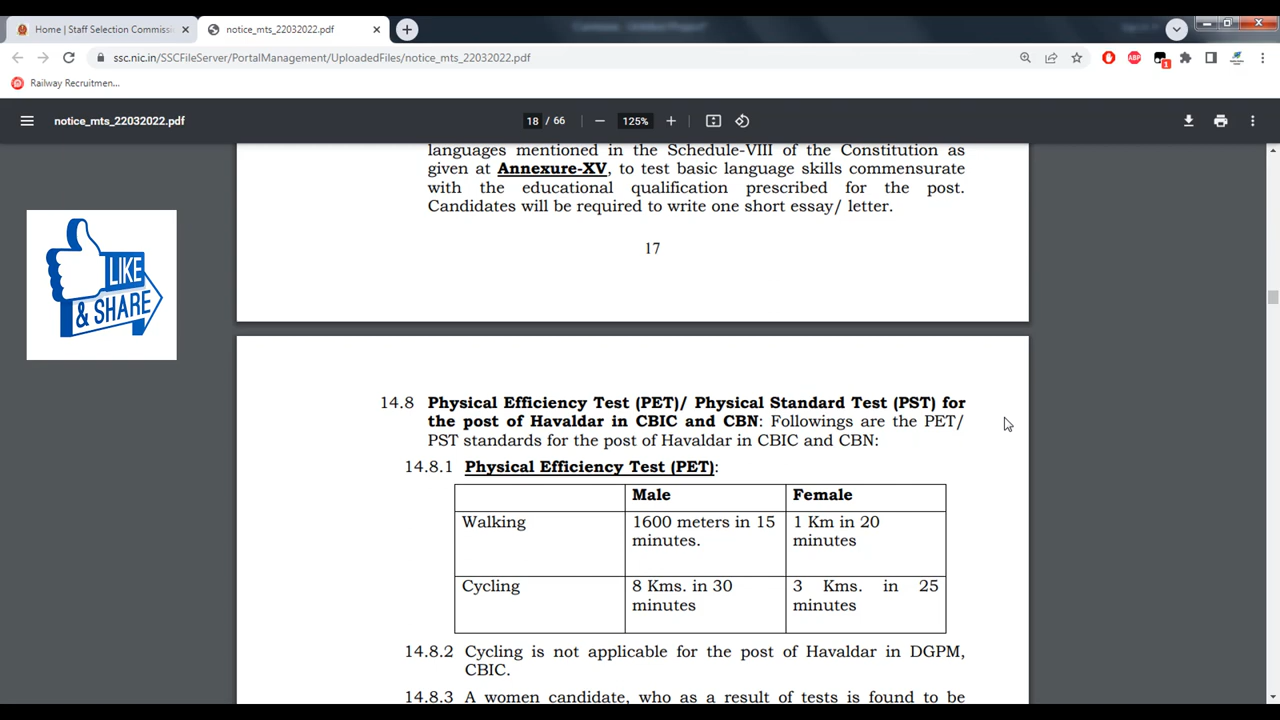 Home | Staff Selection Commissi
notice_mts_22032022.pdf
ssc.nic.in/SSCFileServer/PortalManagement/UploadedFiles/notice_mts_22032022.pdf
ABP
1
Railway Recruitmen...
notice_mts_22032022.pdf
18 / 66
125%
languages mentioned in the Schedule-VIII of the Constitution as
given at Annexure-XV, to test basic language skills commensurate
with the educational qualification prescribed for the post.
Candidates will be required to write one short essay/ letter.
17
LIKE
& SHARE
14.8 Physical Efficiency Test (PET)/ Physical Standard Test (PST) for
the post of Havaldar in CBIC and CBN: Followings are the PET/
PST standards for the post of Havaldar in CBIC and CBN:
14.8.1 Physical Efficiency Test (PET):
Male Female
Walking 1600 meters in 15 1 Km in 20
minutes. minutes
Cycling 8 Kms. in 30 3 Kms. in 25
minutes minutes
14.8.2 Cycling is not applicable for the post of Havaldar in DGPM,
CBIC.
14.8.3 A women candidate, who as a result of tests is found to be